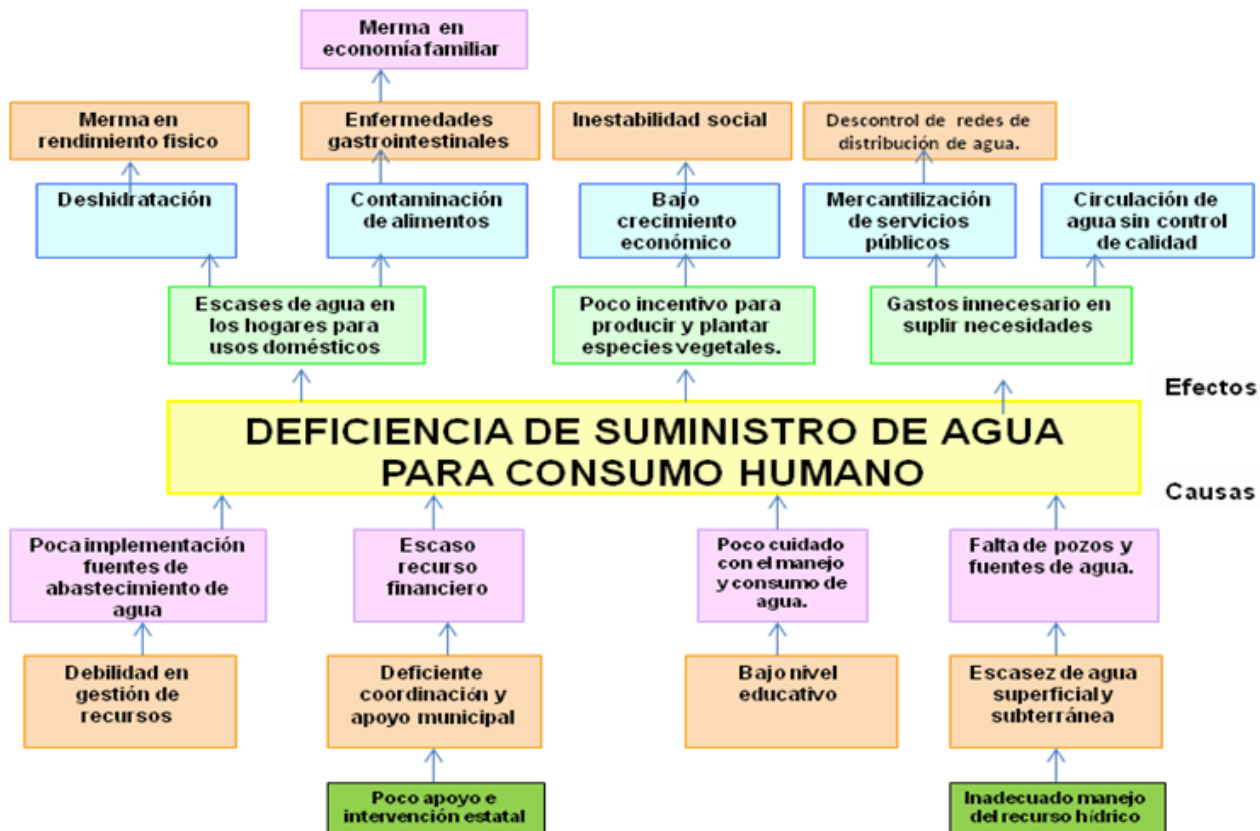 Merma en
economía familiar
Merma en
rendimiento fisico
Enfermedades
gastrointestinales
Inestabilidad social
Descontrol de redes de
distribución de agua.
Deshidratación
Contaminación
de alimentos
Bajo
crecimiento
económico
Mercantilización
de servicios
públicos
Circulación de
agua sin control
de calidad
Escases de agua en
los hogares para
usos domésticos
Poco incentivo para
producir y plantar
especies vegetales.
Gastos innecesario en
suplir necesidades
Efectos
DEFICIENCIA DE SUMINISTRO DE AGUA
PARA CONSUMO HUMANO
Causas
Poca implementación
fuentes de
abastecimiento de
agua
Escaso
recurso
financiero
Poco cuidado
con el manejo
y consumo de
agua.
Falta de pozos y
fuentes de agua.
Debilidad en
gestión de
recursos
Deficiente
coordinación y
apoyo municipal
Bajo nivel
educativo
Escasez de agua
superficial y
subterránea
Poco apoyo e
intervención estatal
Inadecuado manejo
del recurso hídrico